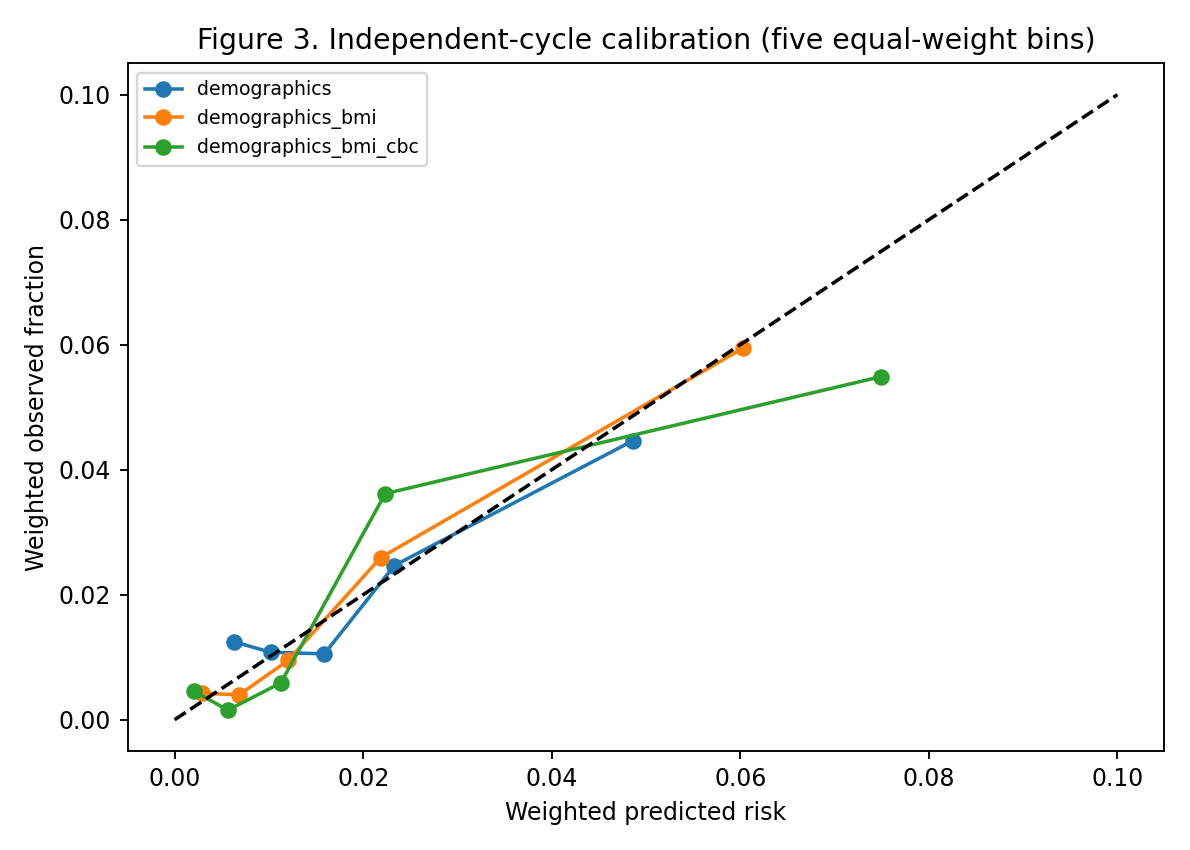 Figure 3. Independent-cycle calibration (five equal-weight bins)
demographics
demographics_bmi
demographics_bmi_cbc
0.10
0.08
0.06
0.04
0.02
0.00
Weighted observed fraction
0.00 0.02 0.04 0.06 0.08 0.10
Weighted predicted risk